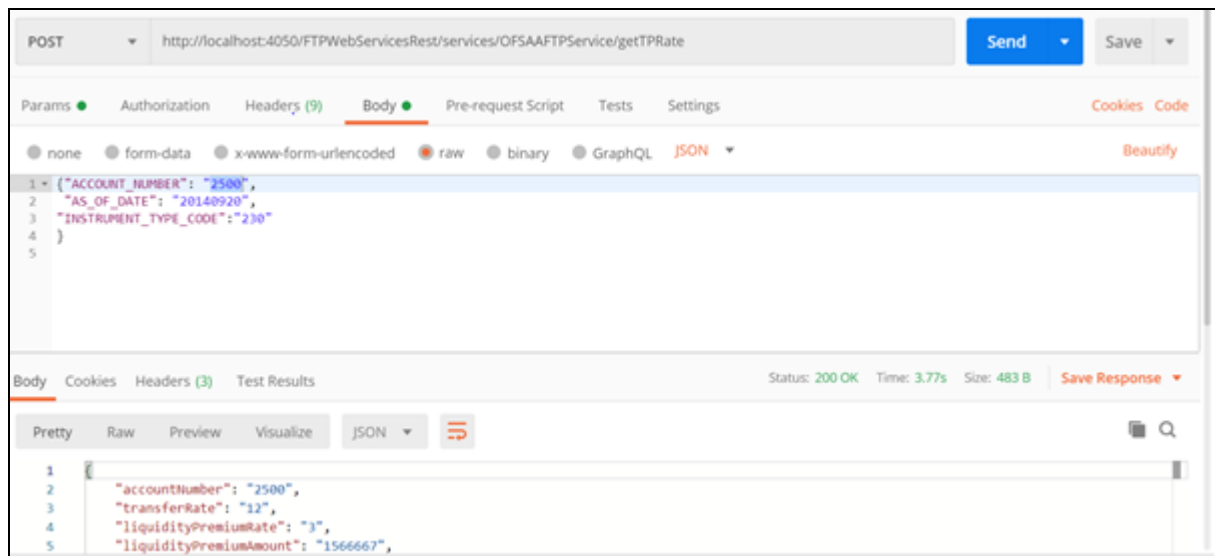 POST http://localhost:4050/FTPWebServicesRest/services/OFSAAFTPService/getTPRate Send Save
Params Authorization Headers (9) Body Pre-request Script Tests Settings Cookies Code
none form-data x-www-form-urlencoded raw binary GraphQL JSON Beautify
1 {"ACCOUNT_NUMBER": "2500",
2 "AS_OF_DATE": "20140920",
3 "INSTRUMENT_TYPE_CODE":"230"
4 }
5
Body Cookies Headers (3) Test Results Status: 200 OK Time: 3.77s Size: 483 B Save Response
Pretty Raw Preview Visualize JSON
1 {
2 "accountNumber": "2500",
3 "transferRate": "12",
4 "liquidityPremiumRate": "3",
5 "liquidityPremiumAmount": "1566667",